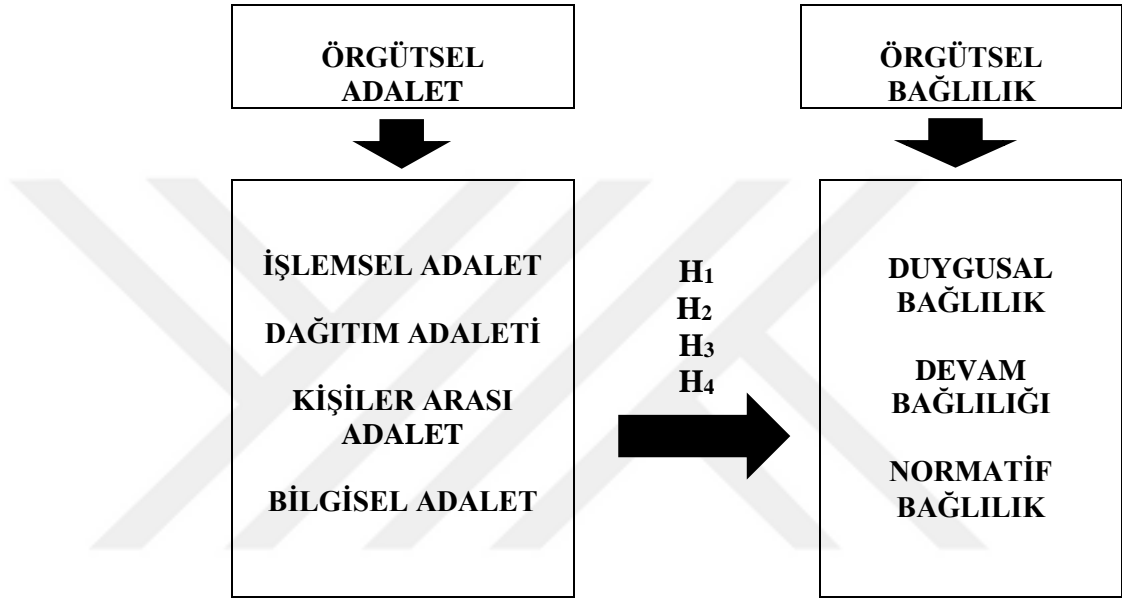 ÖRGÜTSEL
ADALET
ÖRGÜTSEL
BAĞLILIK
İŞLEMSEL ADALET
DAĞITIM ADALETİ
KİŞİLER ARASI
ADALET
BİLGİSEL ADALET
H1
H2
H3
H4
DUYGUSAL
BAĞLILIK
DEVAM
BAĞLILIĞI
NORMATİF
BAĞLILIK